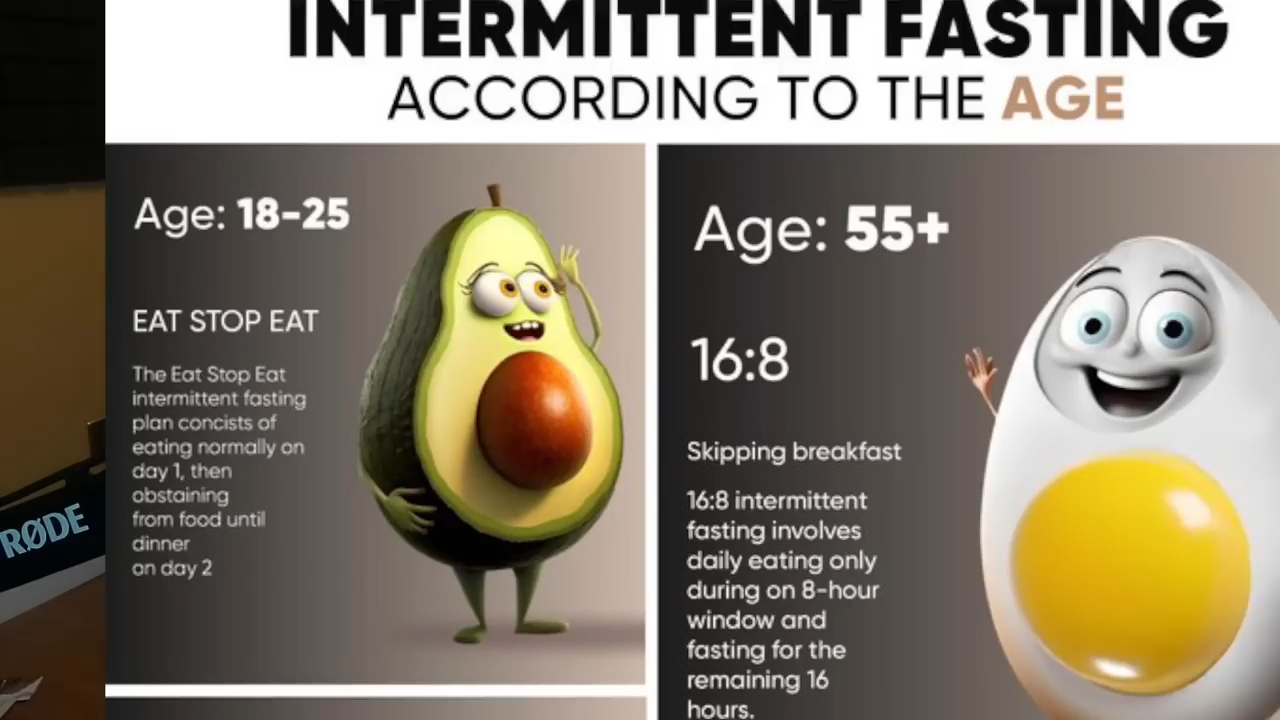 INTERMITTENT FASTING
ACCORDING TO THE AGE
Age: 18-25
EAT STOP EAT
The Eat Stop Eat
intermittent fasting
plan concists of
eating normally on
day 1, then
obstaining
from food until
dinner
on day 2
Age: 55+
16:8
Skipping breakfast
16:8 intermittent
fasting involves
daily eating only
during on 8-hour
window and
fasting for the
remaining 16
hours.
RØDE